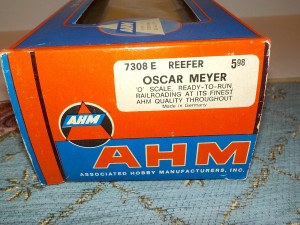 7308 E REEFER 5.98
OSCAR MEYER
'O' SCALE, READY-TO-RUN,
RAILROADING AT ITS FINEST
AHM QUALITY THROUGHOUT
Made in Germany
AHM
AHM
ASSOCIATED HOBBY MANUFACTURERS, INC.